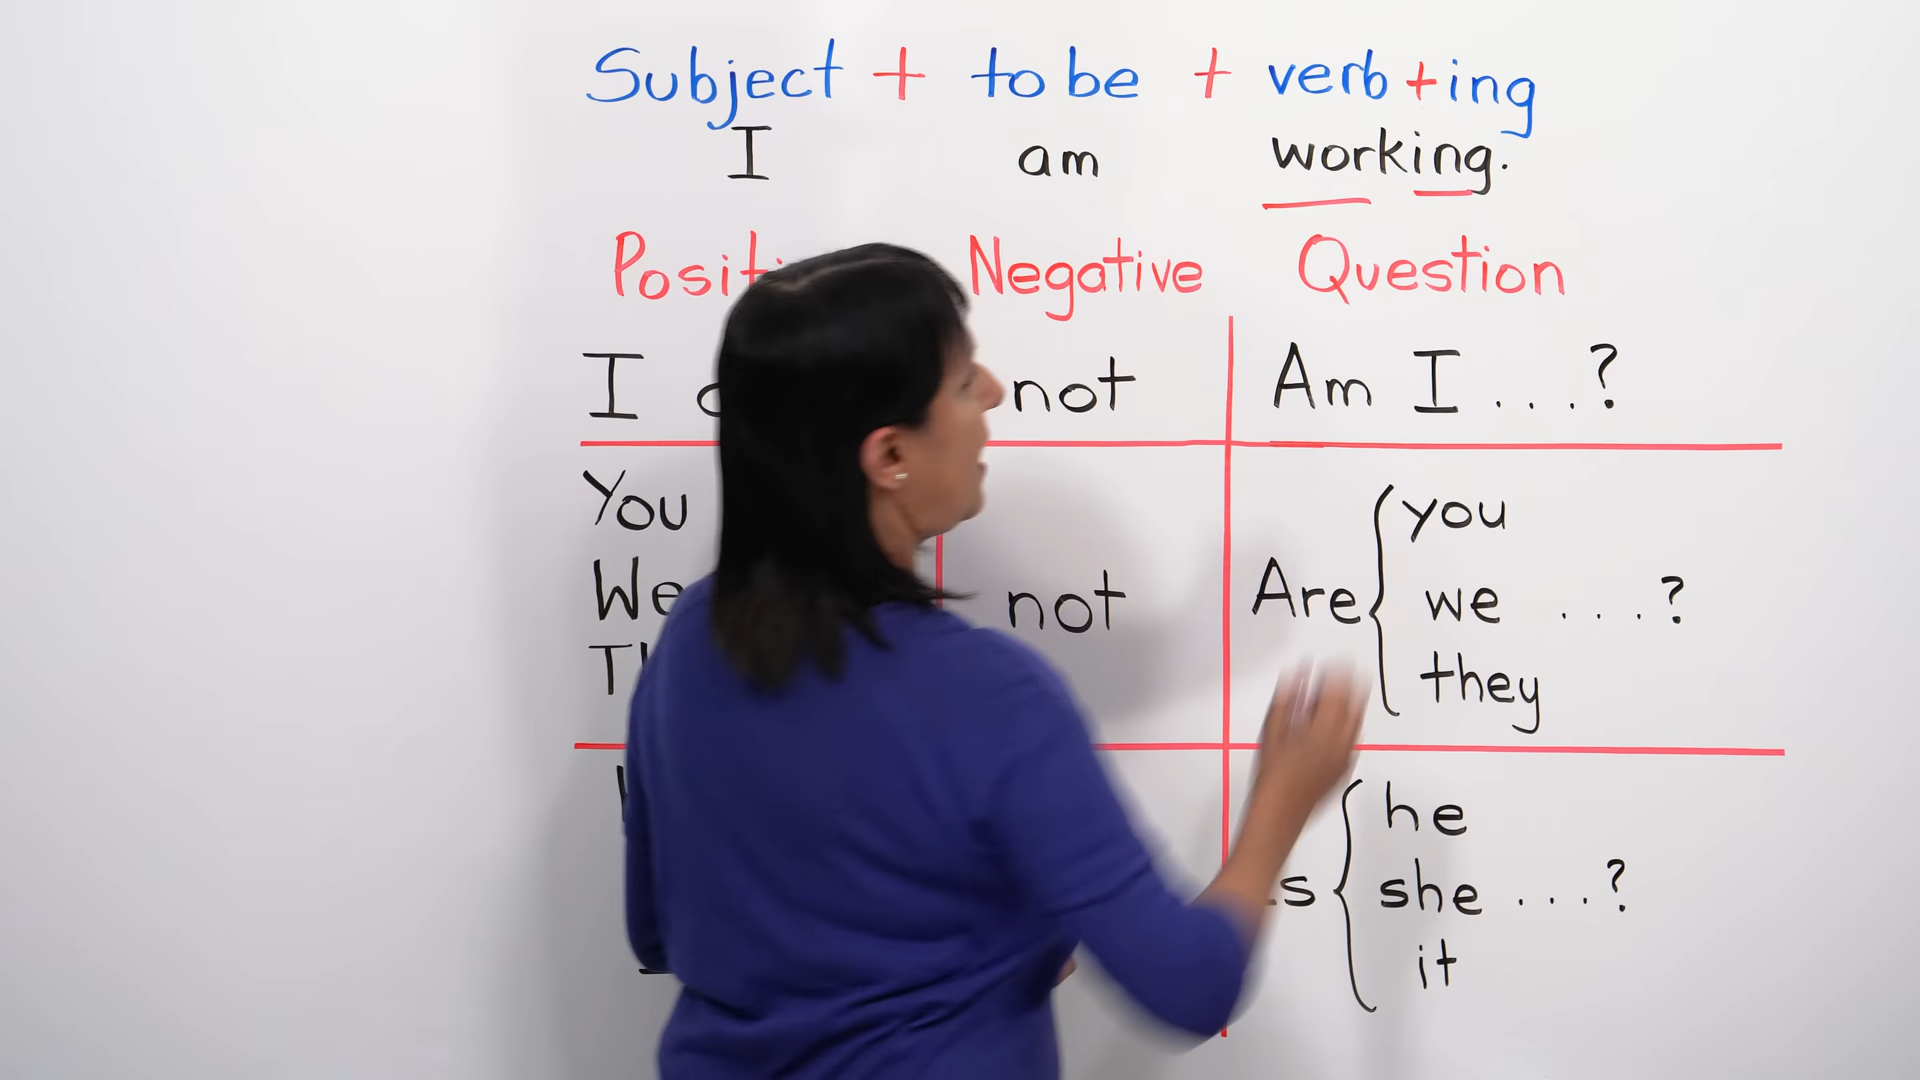 Subject + to be + verb +ing
I am working.
Negative Question
I not Am I ...?
You
We
not Are { you
we ...?
they
{ he
she ...?
it